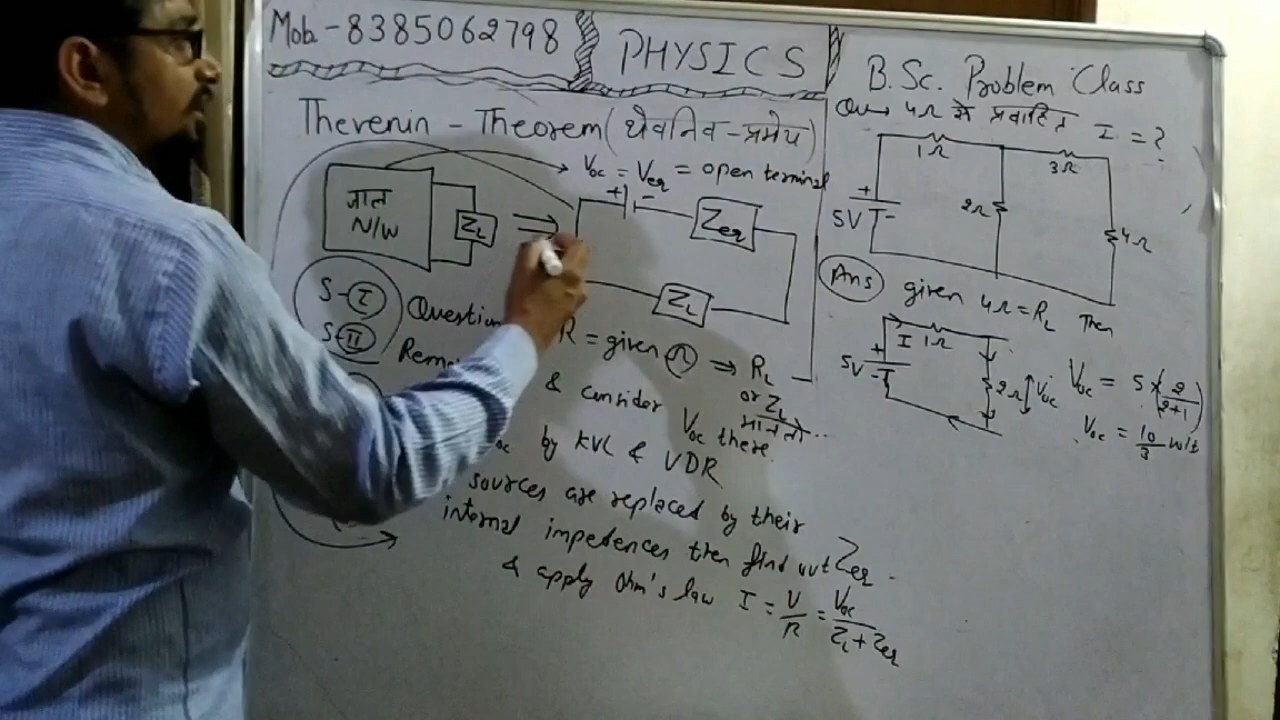 Mob - 8385062798
PHYSICS
Thevenin - Theorem (थेवनिन - प्रमेय)
Voc = Veq = open terminal
जाल
N/W
ZL
+ -
Zeq
ZL
S - I
Question
R = given Ω ⇒ RL
or ZL
मानलो...
S - II
& consider Voc there.
by KVL & VDR
sources are replaced by their
internal impedences then find out Zeq.
& apply Ohm's law I = V/R = Voc/ZL + Zeq
B.Sc. Problem Class
Que → 4Ω में प्रवाहित I = ?
1Ω
3Ω
+
5V
-
2Ω
4Ω
Ans given 4Ω = RL Then
I 1Ω
5V + -
2Ω Voc
Voc = 5 × (2/2+1)
Voc = 10/3 volt